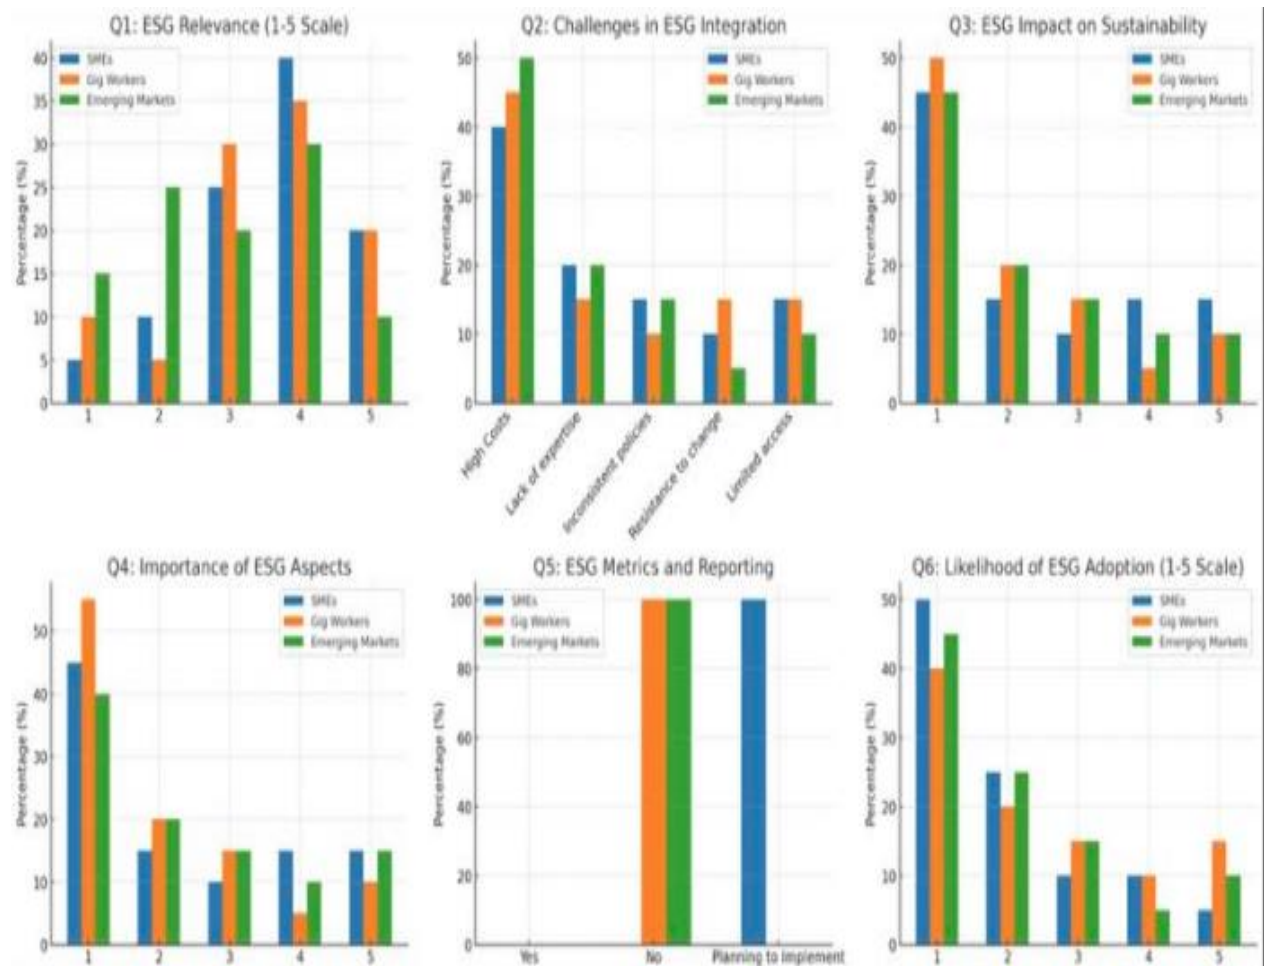 Q1: ESG Relevance (1-5 Scale)
Percentage (%)
40
35
30
25
20
15
10
5
0
SMEs
Gig Workers
Emerging Markets
1 2 3 4 5
Q2: Challenges in ESG Integration
Percentage (%)
50
40
30
20
10
0
SMEs
Gig Workers
Emerging Markets
High Costs
Lack of expertise
Inconsistent policies
Resistance to change
Limited access
Q3: ESG Impact on Sustainability
Percentage (%)
50
40
30
20
10
0
SMEs
Gig Workers
Emerging Markets
1 2 3 4 5
Q4: Importance of ESG Aspects
Percentage (%)
50
40
30
20
10
0
SMEs
Gig Workers
Emerging Markets
1 2 3 4 5
Q5: ESG Metrics and Reporting
Percentage (%)
100
80
60
40
20
0
SMEs
Gig Workers
Emerging Markets
Yes No Planning to Implement
Q6: Likelihood of ESG Adoption (1-5 Scale)
Percentage (%)
50
40
30
20
10
0
SMEs
Gig Workers
Emerging Markets
1 2 3 4 5